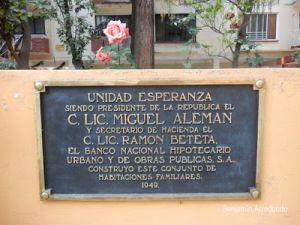 UNIDAD ESPERANZA
SIENDO PRESIDENTE DE LA REPUBLICA EL
C. LIC. MIGUEL ALEMAN
Y SECRETARIO DE HACIENDA EL
C. LIC. RAMON BETETA,
EL BANCO NACIONAL HIPOTECARIO
URBANO Y DE OBRAS PUBLICAS, S.A.,
CONSTRUYO ESTE CONJUNTO DE
HABITACIONES FAMILIARES.
1949.
Benjamín Arredondo